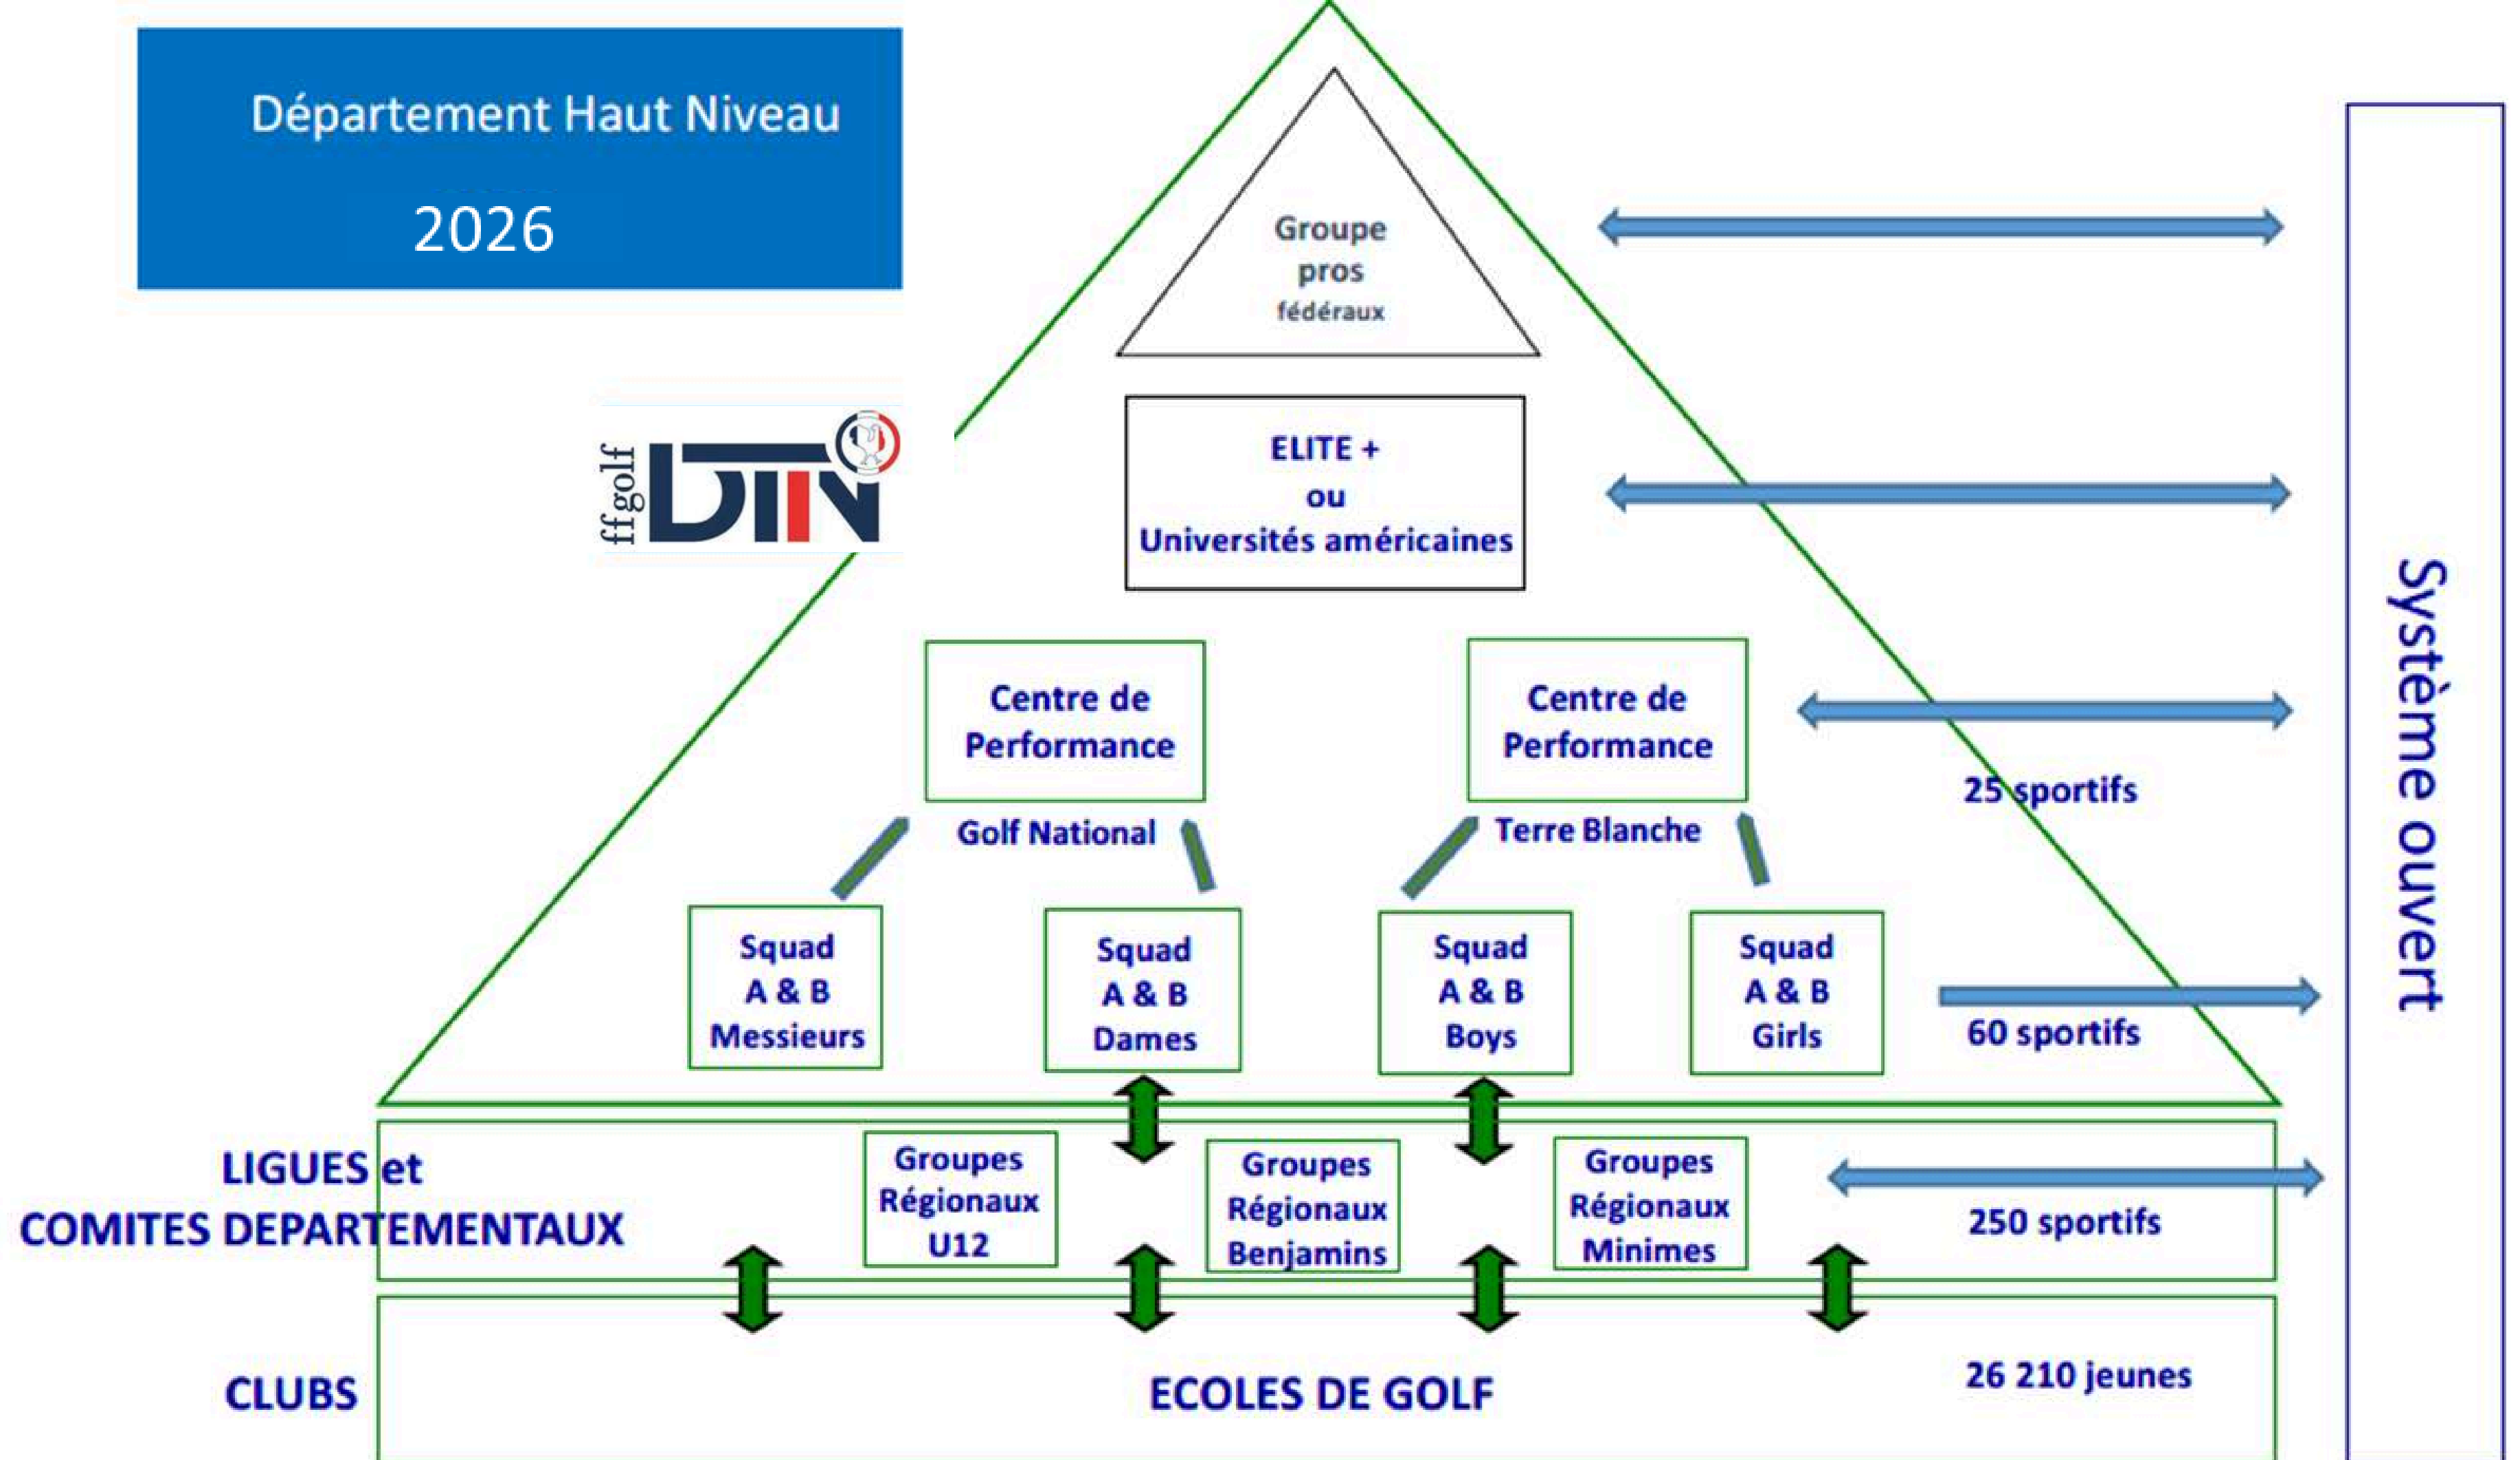 Département Haut Niveau
2026
ffgolf
DTN
Groupe
pros
fédéraux
ELITE +
ou
Universités américaines
Centre de
Performance
Golf National
Centre de
Performance
Terre Blanche
25 sportifs
Squad
A & B
Messieurs
Squad
A & B
Dames
Squad
A & B
Boys
Squad
A & B
Girls
60 sportifs
LIGUES et
COMITES DEPARTEMENTAUX
Groupes
Régionaux
U12
Groupes
Régionaux
Benjamins
Groupes
Régionaux
Minimes
250 sportifs
CLUBS
ECOLES DE GOLF
26 210 jeunes
Système ouvert